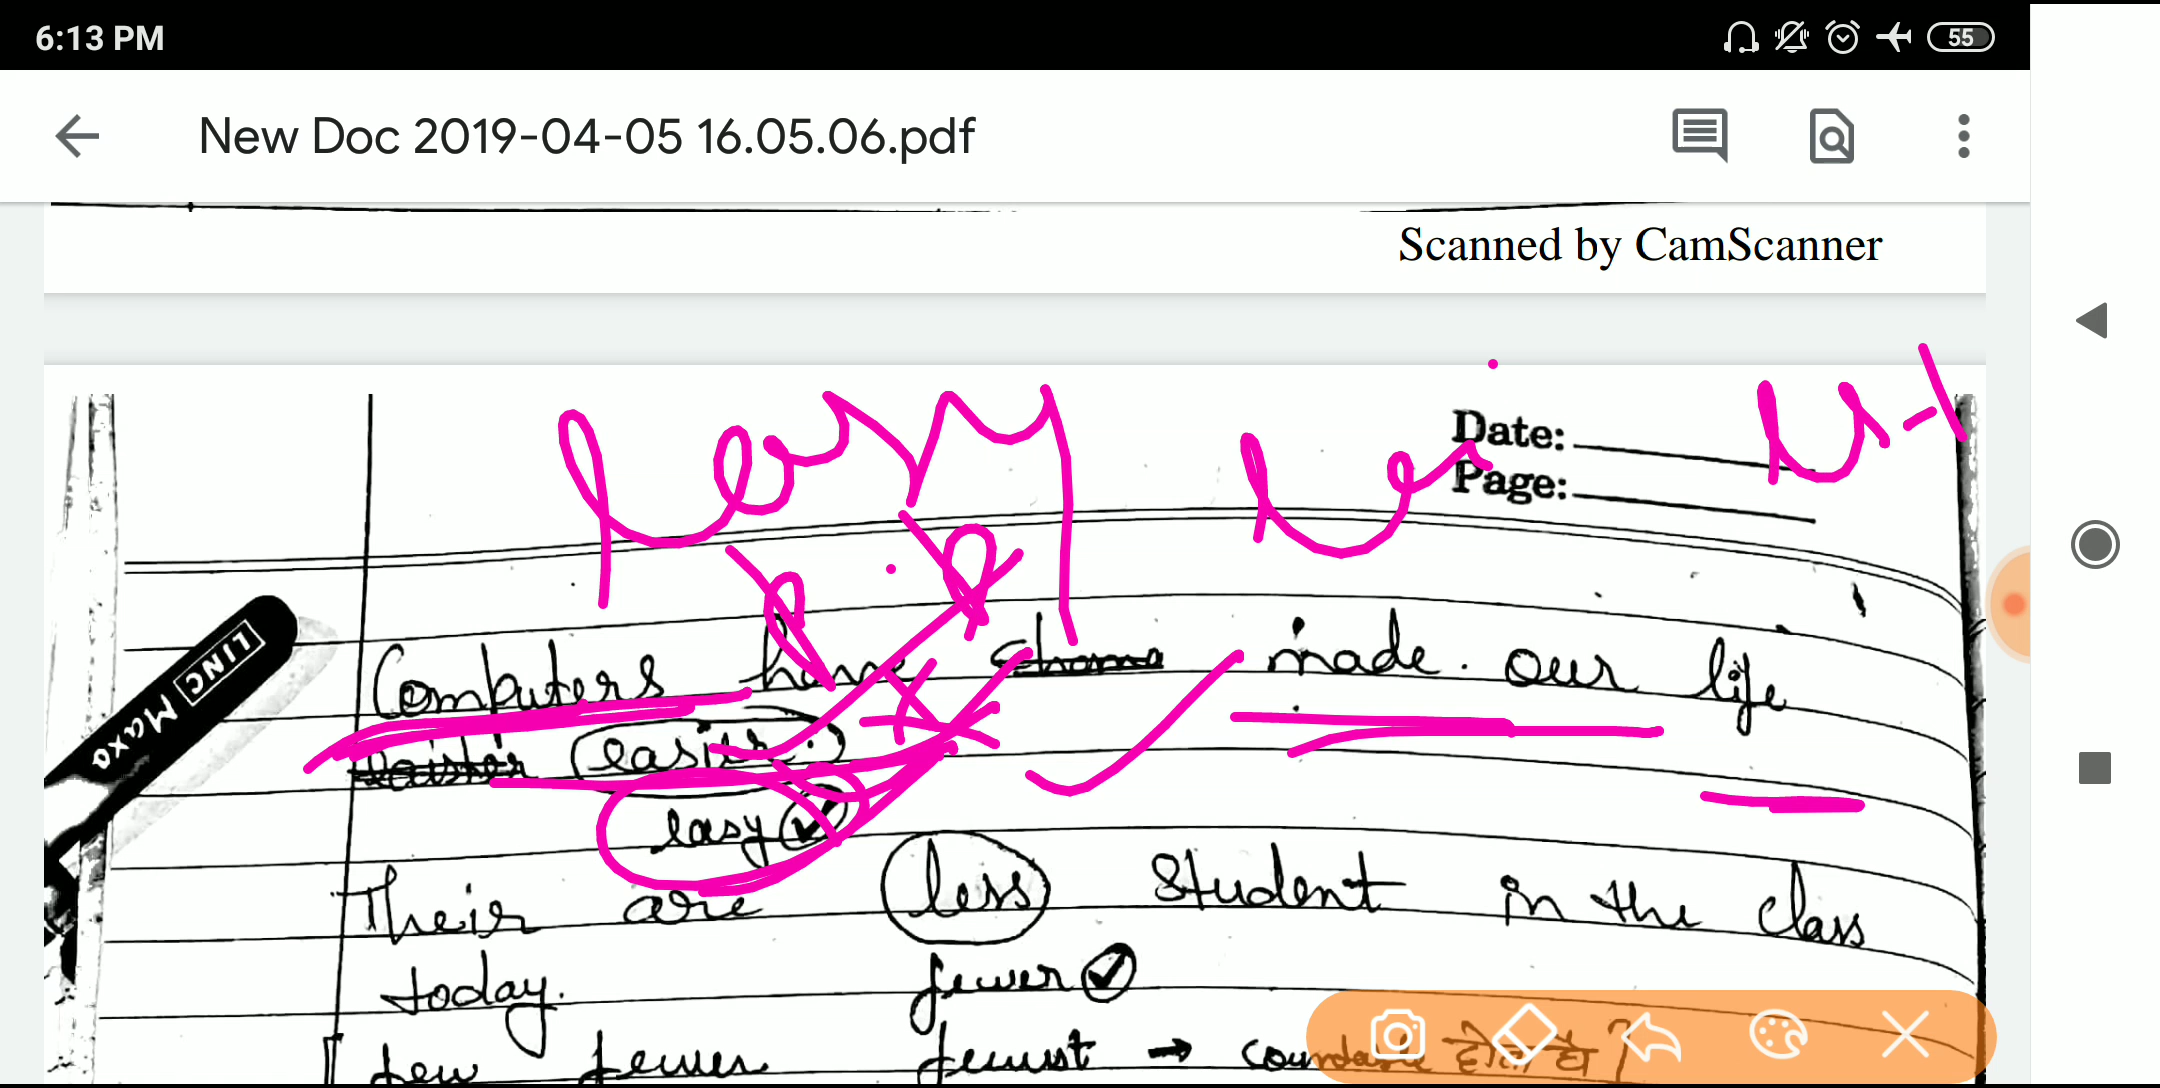 6:13 PM
55
New Doc 2019-04-05 16.05.06.pdf
Scanned by CamScanner
Date:
Page:
LINC Maxo
Computers have made. our life
easier.
easy
Their are less student in the class
today.
fewer
few fewer fewest → countable होता है